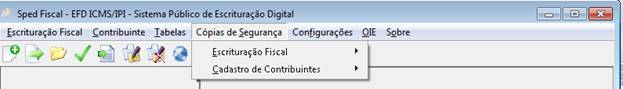 Sped Fiscal - EFD ICMS/IPI - Sistema Público de Escrituração Digital
Escrituração Fiscal Contribuinte Tabelas Cópias de Segurança Configurações OIE Sobre
Escrituração Fiscal
Cadastro de Contribuintes